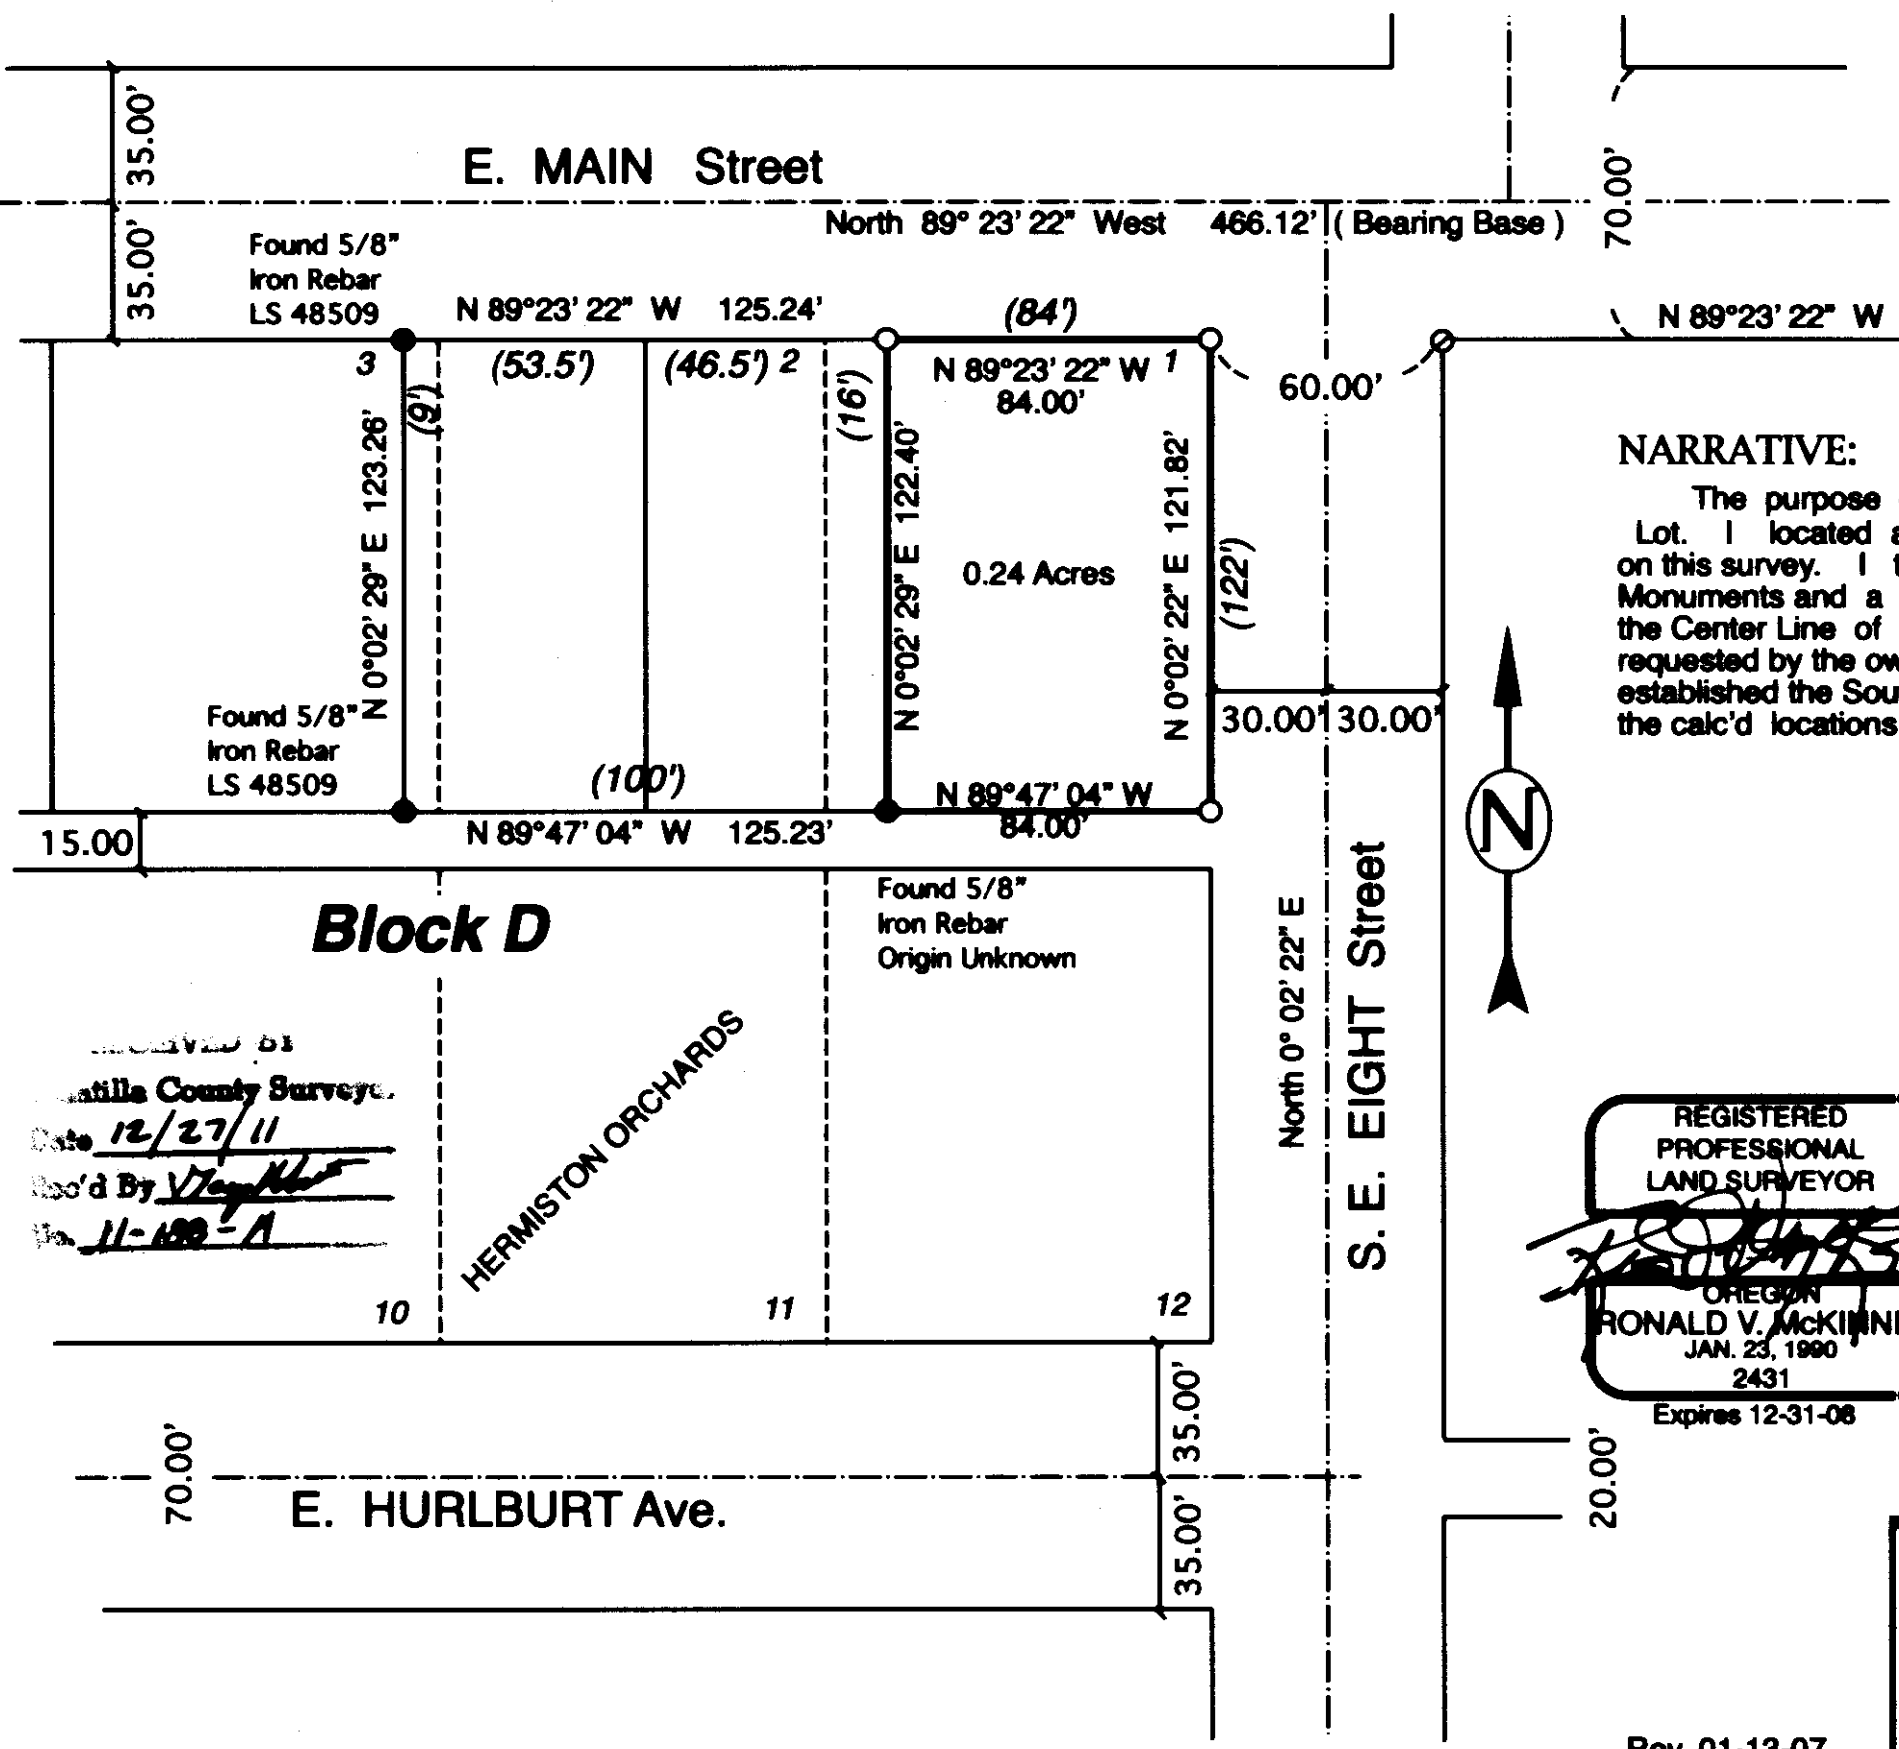 35.00'
E. MAIN Street
North 89° 23' 22" West 466.12' ( Bearing Base )
70.00'
35.00'
Found 5/8"
Iron Rebar
LS 48509
N 89°23' 22" W 125.24'
(84')
N 89°23' 22" W
3
(53.5')
(46.5') 2
N 89°23' 22" W 1
84.00'
60.00'
(9')
(16')
N 0°02' 29" E 123.26'
N 0°02' 29" E 122.40'
0.24 Acres
N 0°02' 22" E 121.82'
(122')
NARRATIVE:
The purpose
Lot. I located
on this survey. I
Monuments and a
the Center Line of
requested by the
established the
the calc'd locations
Found 5/8"
Iron Rebar
LS 48509
30.00' 30.00'
(100')
N 89°47' 04" W
84.00'
N 89°47' 04" W 125.23'
15.00
N
Block D
Found 5/8"
Iron Rebar
Origin Unknown
North 0° 02' 22" E
S. E. EIGHT Street
HERMISTON ORCHARDS
County
12/27/11
By
10
11
12
REGISTERED
PROFESSIONAL
LAND SURVEYOR
OREGON
RONALD V.
JAN. 23, 1990
2431
Expires 12-31-08
35.00'
70.00'
E. HURLBURT Ave.
35.00'
20.00'
Rev. 01-13-07